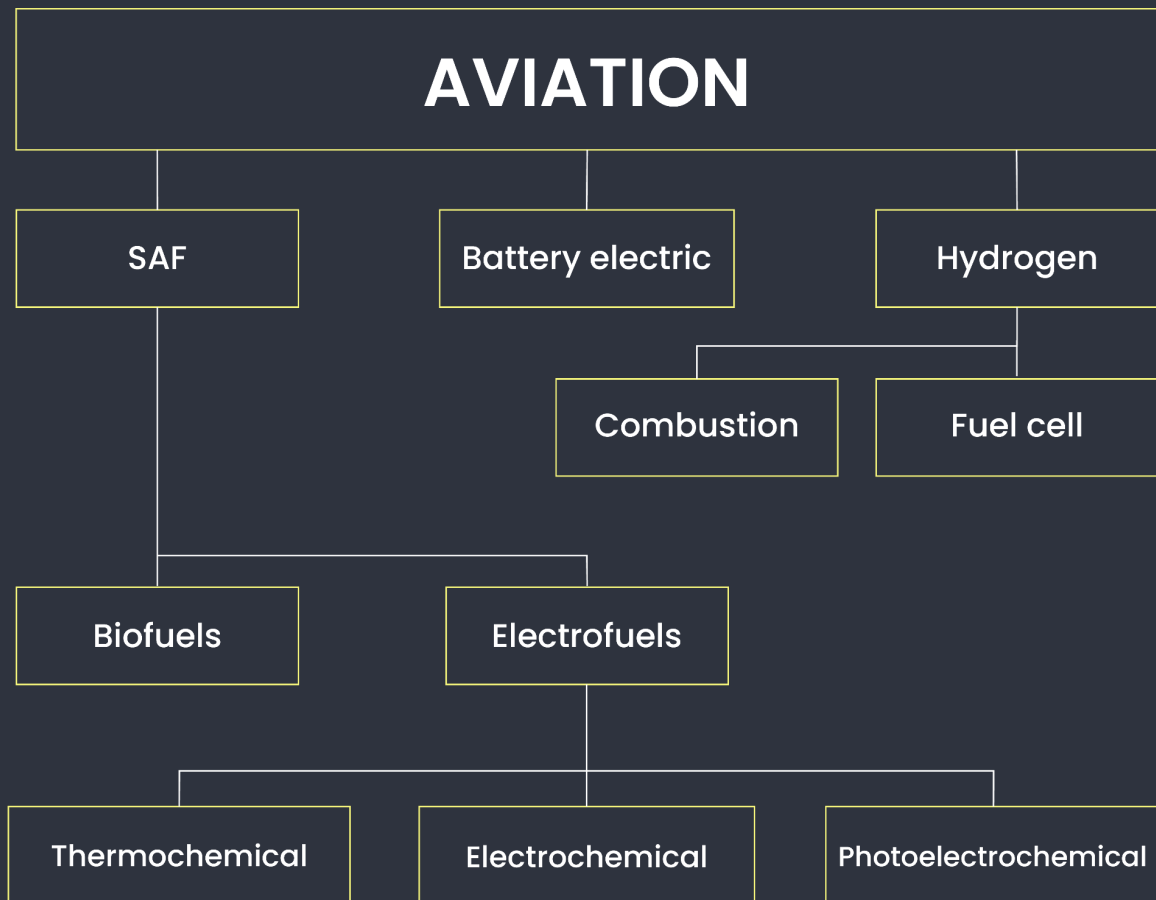 AVIATION
SAF
Battery electric
Hydrogen
Combustion
Fuel cell
Biofuels
Electrofuels
Thermochemical
Electrochemical
Photoelectrochemical